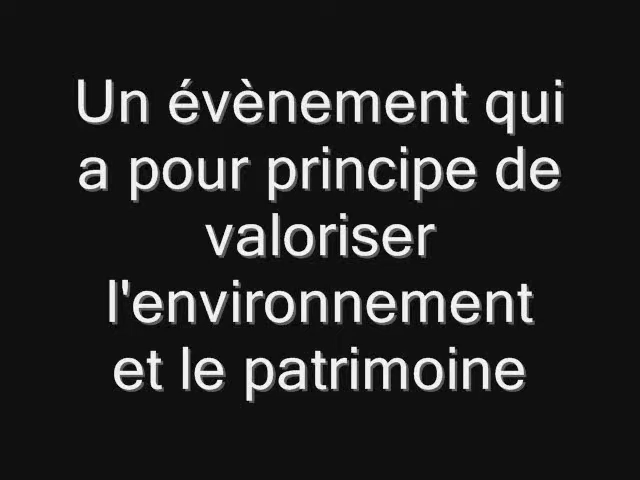 Un évènement qui
a pour principe de
valoriser
l'environnement
et le patrimoine